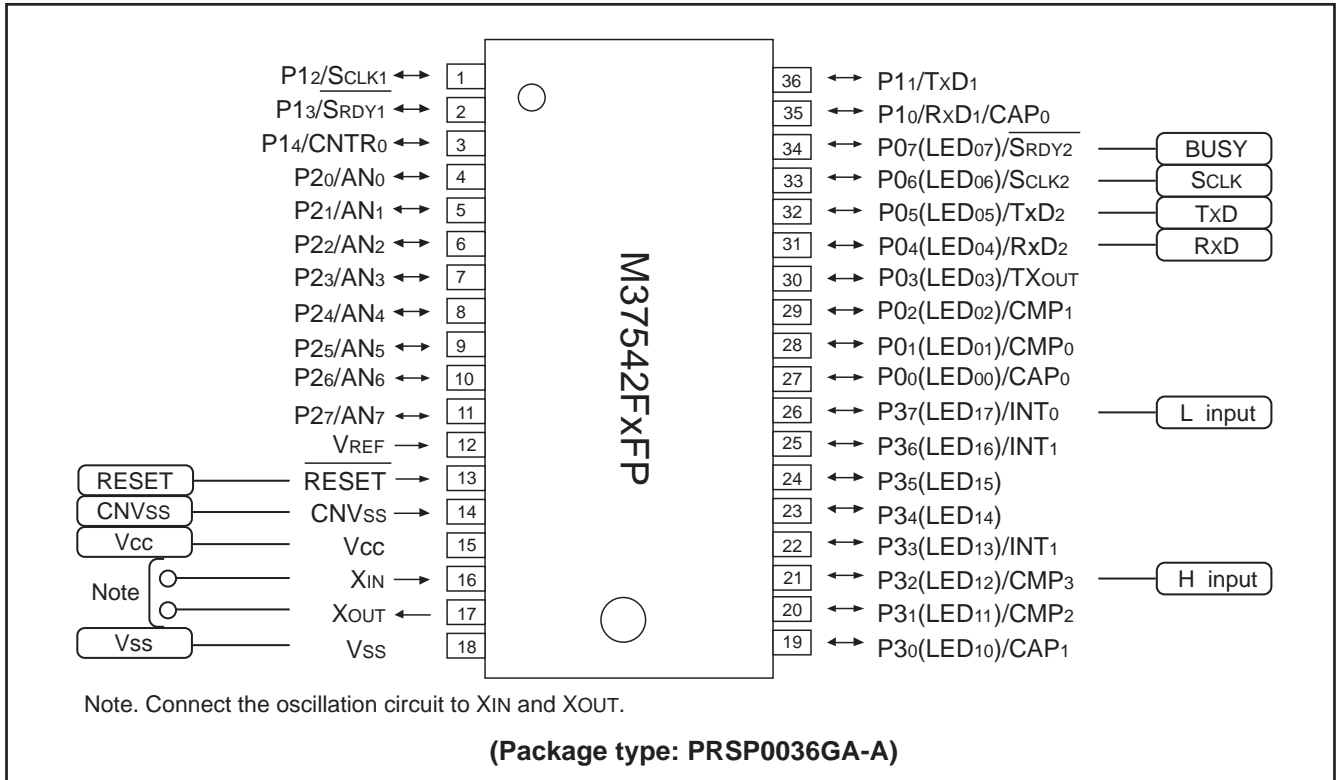 P12/SCLK1 1
P13/SRDY1 2
P14/CNTR0 3
P20/AN0 4
P21/AN1 5
P22/AN2 6
P23/AN3 7
P24/AN4 8
P25/AN5 9
P26/AN6 10
P27/AN7 11
VREF 12
RESET RESET 13
CNVSS CNVSS 14
VCC VCC 15
Note
XIN 16
XOUT 17
VSS VSS 18
M37542FxFP
36 P11/TXD1
35 P10/RXD1/CAP0
34 P07(LED07)/SRDY2 BUSY
33 P06(LED06)/SCLK2 SCLK
32 P05(LED05)/TxD2 TXD
31 P04(LED04)/RxD2 RXD
30 P03(LED03)/TXOUT
29 P02(LED02)/CMP1
28 P01(LED01)/CMP0
27 P00(LED00)/CAP0
26 P37(LED17)/INT0 L input
25 P36(LED16)/INT1
24 P35(LED15)
23 P34(LED14)
22 P33(LED13)/INT1
21 P32(LED12)/CMP3 H input
20 P31(LED11)/CMP2
19 P30(LED10)/CAP1
Note. Connect the oscillation circuit to XIN and XOUT.
(Package type: PRSP0036GA-A)